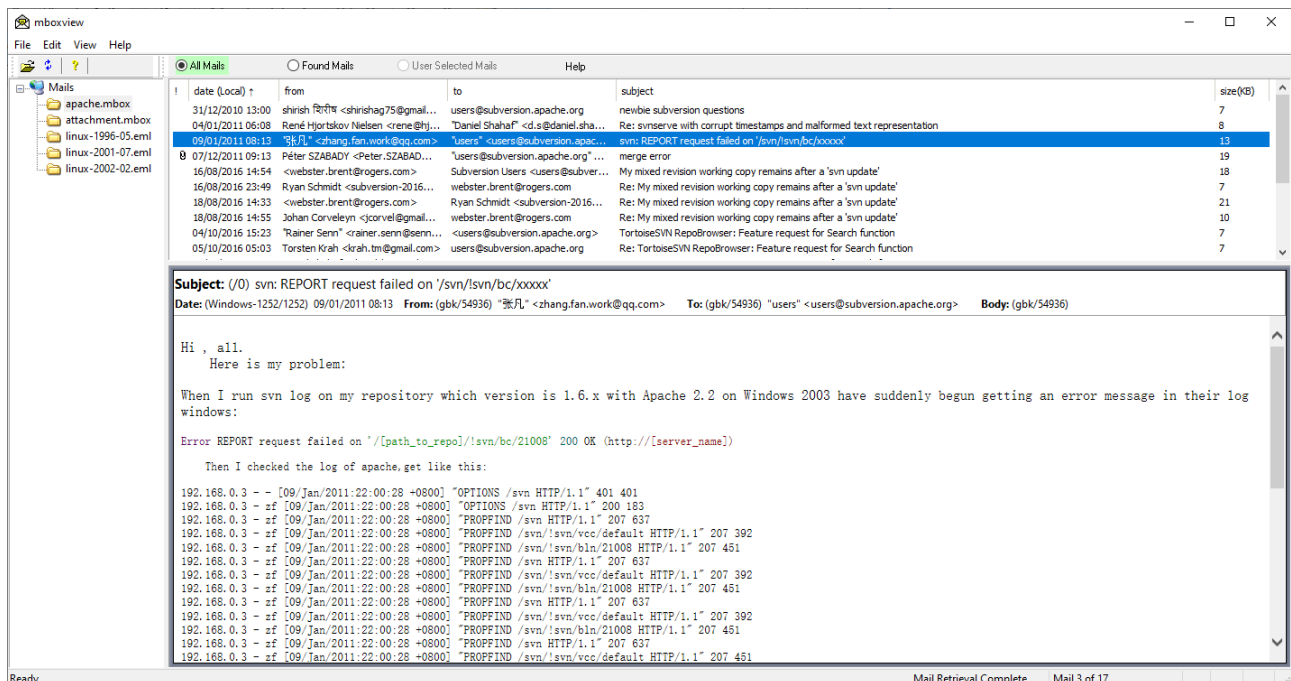 mboxview
File Edit View Help
All Mails Found Mails User Selected Mails Help
Mails
apache.mbox
attachment.mbox
linux-1996-05.eml
linux-2001-07.eml
linux-2002-02.eml
! date (Local) ↑ from to subject size(KB)
31/12/2010 13:00 shirish शिरीष <shirishag75@gmail... users@subversion.apache.org newbie subversion questions 7
04/01/2011 06:08 René Hjortskov Nielsen <rene@hj... "Daniel Shahaf" <d.s@daniel.sha... Re: svnserve with corrupt timestamps and malformed text representation 8
09/01/2011 08:13 "张凡" <zhang.fan.work@qq.com> "users" <users@subversion.apac... svn: REPORT request failed on '/svn/!svn/bc/xxxxx' 13
07/12/2011 09:13 Péter SZABADY <Peter.SZABAD... "users@subversion.apache.org" ... merge error 19
16/08/2016 14:54 <webster.brent@rogers.com> Subversion Users <users@subver... My mixed revision working copy remains after a 'svn update' 18
16/08/2016 23:49 Ryan Schmidt <subversion-2016... webster.brent@rogers.com Re: My mixed revision working copy remains after a 'svn update' 7
18/08/2016 14:33 <webster.brent@rogers.com> Ryan Schmidt <subversion-2016... Re: My mixed revision working copy remains after a 'svn update' 21
18/08/2016 14:55 Johan Corveleyn <jcorvel@gmail... webster.brent@rogers.com Re: My mixed revision working copy remains after a 'svn update' 10
04/10/2016 15:23 "Rainer Senn" <rainer.senn@senn... <users@subversion.apache.org> TortoiseSVN RepoBrowser: Feature request for Search function 7
05/10/2016 05:03 Torsten Krah <krah.tm@gmail.com> users@subversion.apache.org Re: TortoiseSVN RepoBrowser: Feature request for Search function 7
Subject: (/0) svn: REPORT request failed on '/svn/!svn/bc/xxxxx'
Date: (Windows-1252/1252) 09/01/2011 08:13 From: (gbk/54936) "张凡" <zhang.fan.work@qq.com> To: (gbk/54936) "users" <users@subversion.apache.org> Body: (gbk/54936)
Hi , all.
Here is my problem:
When I run svn log on my repository which version is 1.6.x with Apache 2.2 on Windows 2003 have suddenly begun getting an error message in their log
windows:
Error REPORT request failed on '/[path_to_repo]/!svn/bc/21008' 200 OK (http://[server_name])
Then I checked the log of apache,get like this:
192.168.0.3 - - [09/Jan/2011:22:00:28 +0800] "OPTIONS /svn HTTP/1.1" 401 401
192.168.0.3 - zf [09/Jan/2011:22:00:28 +0800] "OPTIONS /svn HTTP/1.1" 200 183
192.168.0.3 - zf [09/Jan/2011:22:00:28 +0800] "PROPFIND /svn HTTP/1.1" 207 637
192.168.0.3 - zf [09/Jan/2011:22:00:28 +0800] "PROPFIND /svn/!svn/vcc/default HTTP/1.1" 207 392
192.168.0.3 - zf [09/Jan/2011:22:00:28 +0800] "PROPFIND /svn/!svn/bln/21008 HTTP/1.1" 207 451
192.168.0.3 - zf [09/Jan/2011:22:00:28 +0800] "PROPFIND /svn HTTP/1.1" 207 637
192.168.0.3 - zf [09/Jan/2011:22:00:28 +0800] "PROPFIND /svn/!svn/vcc/default HTTP/1.1" 207 392
192.168.0.3 - zf [09/Jan/2011:22:00:28 +0800] "PROPFIND /svn/!svn/bln/21008 HTTP/1.1" 207 451
192.168.0.3 - zf [09/Jan/2011:22:00:28 +0800] "PROPFIND /svn HTTP/1.1" 207 637
192.168.0.3 - zf [09/Jan/2011:22:00:28 +0800] "PROPFIND /svn/!svn/vcc/default HTTP/1.1" 207 392
192.168.0.3 - zf [09/Jan/2011:22:00:28 +0800] "PROPFIND /svn/!svn/bln/21008 HTTP/1.1" 207 451
192.168.0.3 - zf [09/Jan/2011:22:00:28 +0800] "PROPFIND /svn HTTP/1.1" 207 637
192.168.0.3 - zf [09/Jan/2011:22:00:28 +0800] "PROPFIND /svn/!svn/vcc/default HTTP/1.1" 207 451
Ready Mail Retrieval Complete Mail 3 of 17